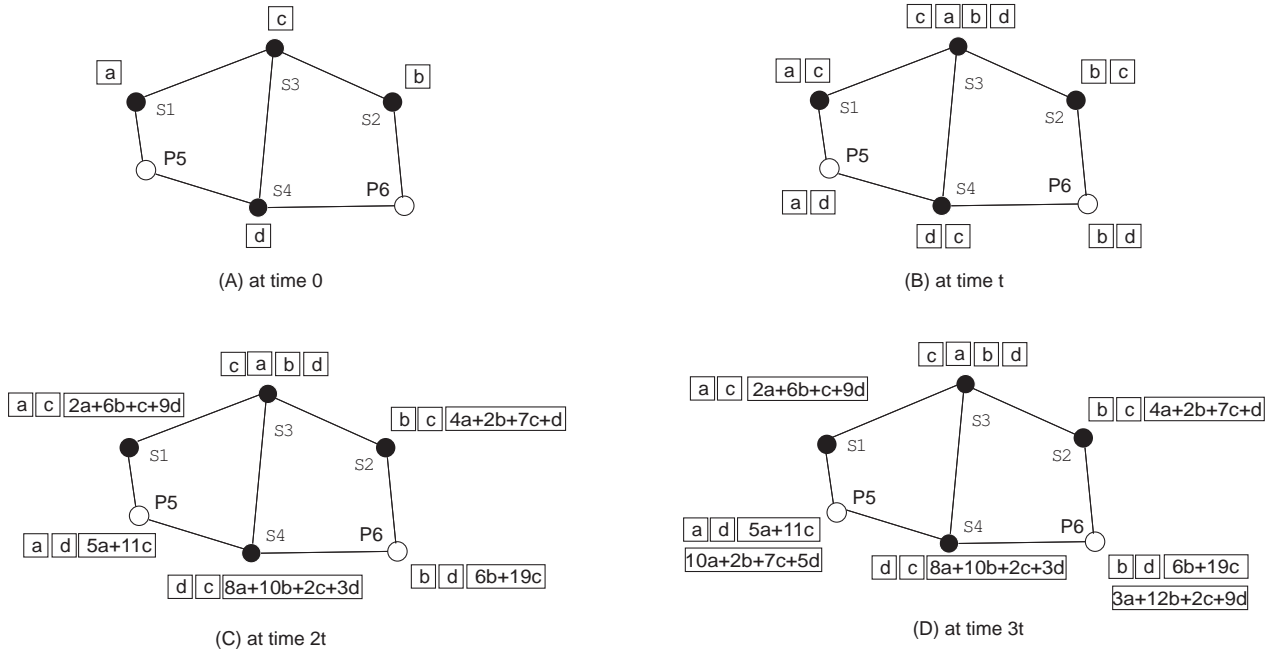 c
a
b
S1
S3
S2
P5
S4
P6
d
(A) at time 0
c a b d
a c
b c
S1
S3
S2
P5
S4
P6
a d
d c
b d
(B) at time t
c a b d
a c 2a+6b+c+9d
b c 4a+2b+7c+d
S3
S1
S2
P5
S4
P6
a d 5a+11c
b d 6b+19c
d c 8a+10b+2c+3d
(C) at time 2t
c a b d
a c 2a+6b+c+9d
b c 4a+2b+7c+d
S3
S1
S2
P5
S4
P6
a d 5a+11c
10a+2b+7c+5d
d c 8a+10b+2c+3d
b d 6b+19c
3a+12b+2c+9d
(D) at time 3t